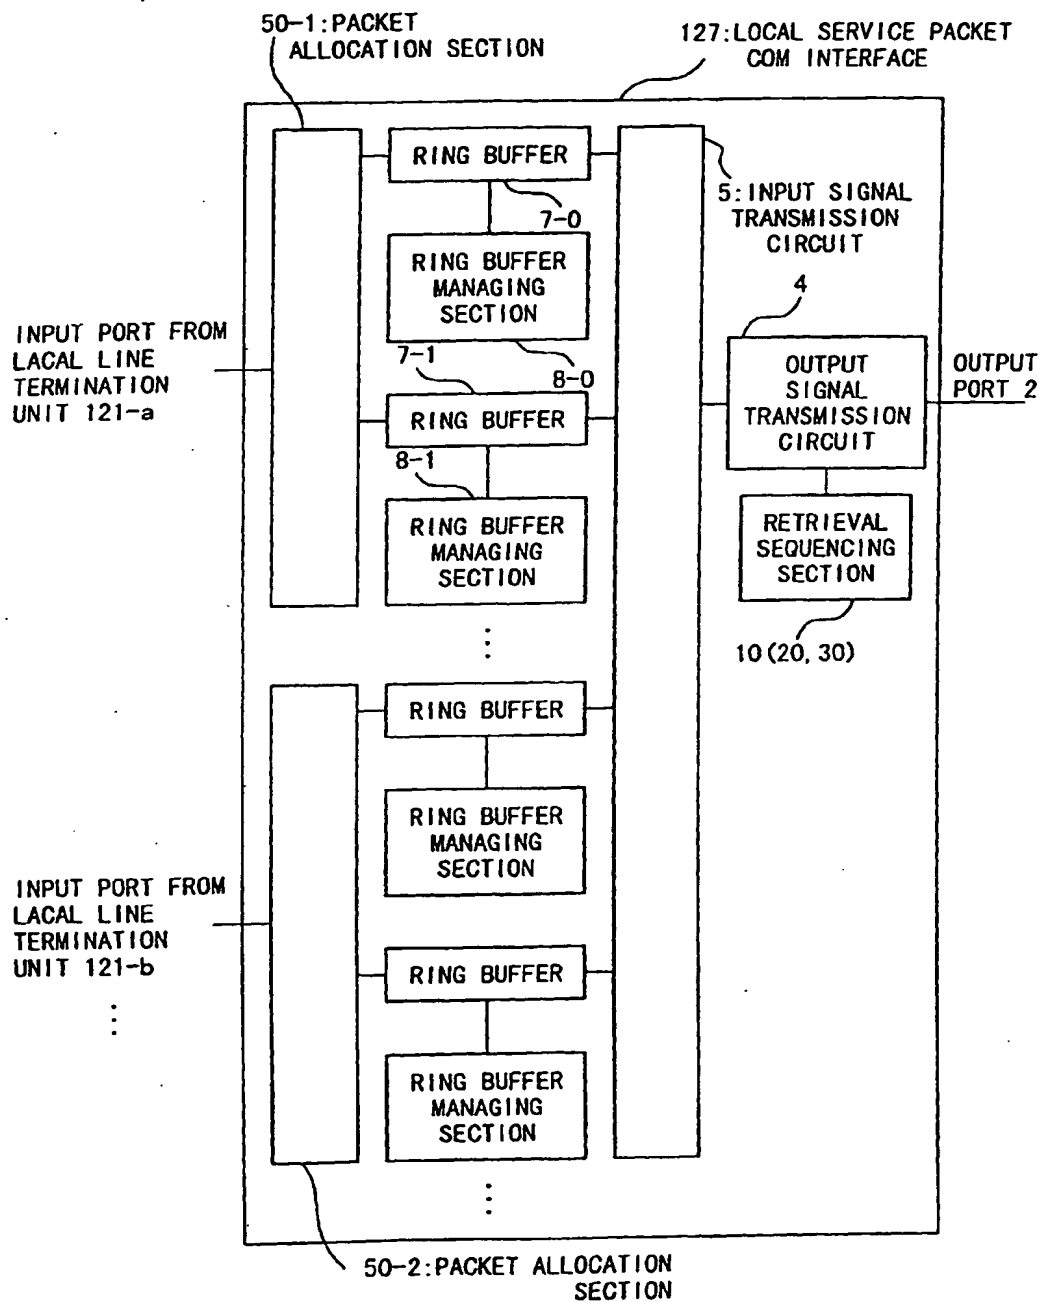 50-1:PACKET
ALLOCATION SECTION
127:LOCAL SERVICE PACKET
COM INTERFACE
RING BUFFER
7-0
5:INPUT SIGNAL
TRANSMISSION
CIRCUIT
RING BUFFER
MANAGING
SECTION
8-0
4
INPUT PORT FROM
LACAL LINE
TERMINATION
UNIT 121-a
7-1
RING BUFFER
OUTPUT
SIGNAL
TRANSMISSION
CIRCUIT
OUTPUT
PORT 2
8-1
RING BUFFER
MANAGING
SECTION
RETRIEVAL
SEQUENCING
SECTION
10(20, 30)
RING BUFFER
RING BUFFER
MANAGING
SECTION
INPUT PORT FROM
LACAL LINE
TERMINATION
UNIT 121-b
RING BUFFER
RING BUFFER
MANAGING
SECTION
50-2:PACKET ALLOCATION
SECTION